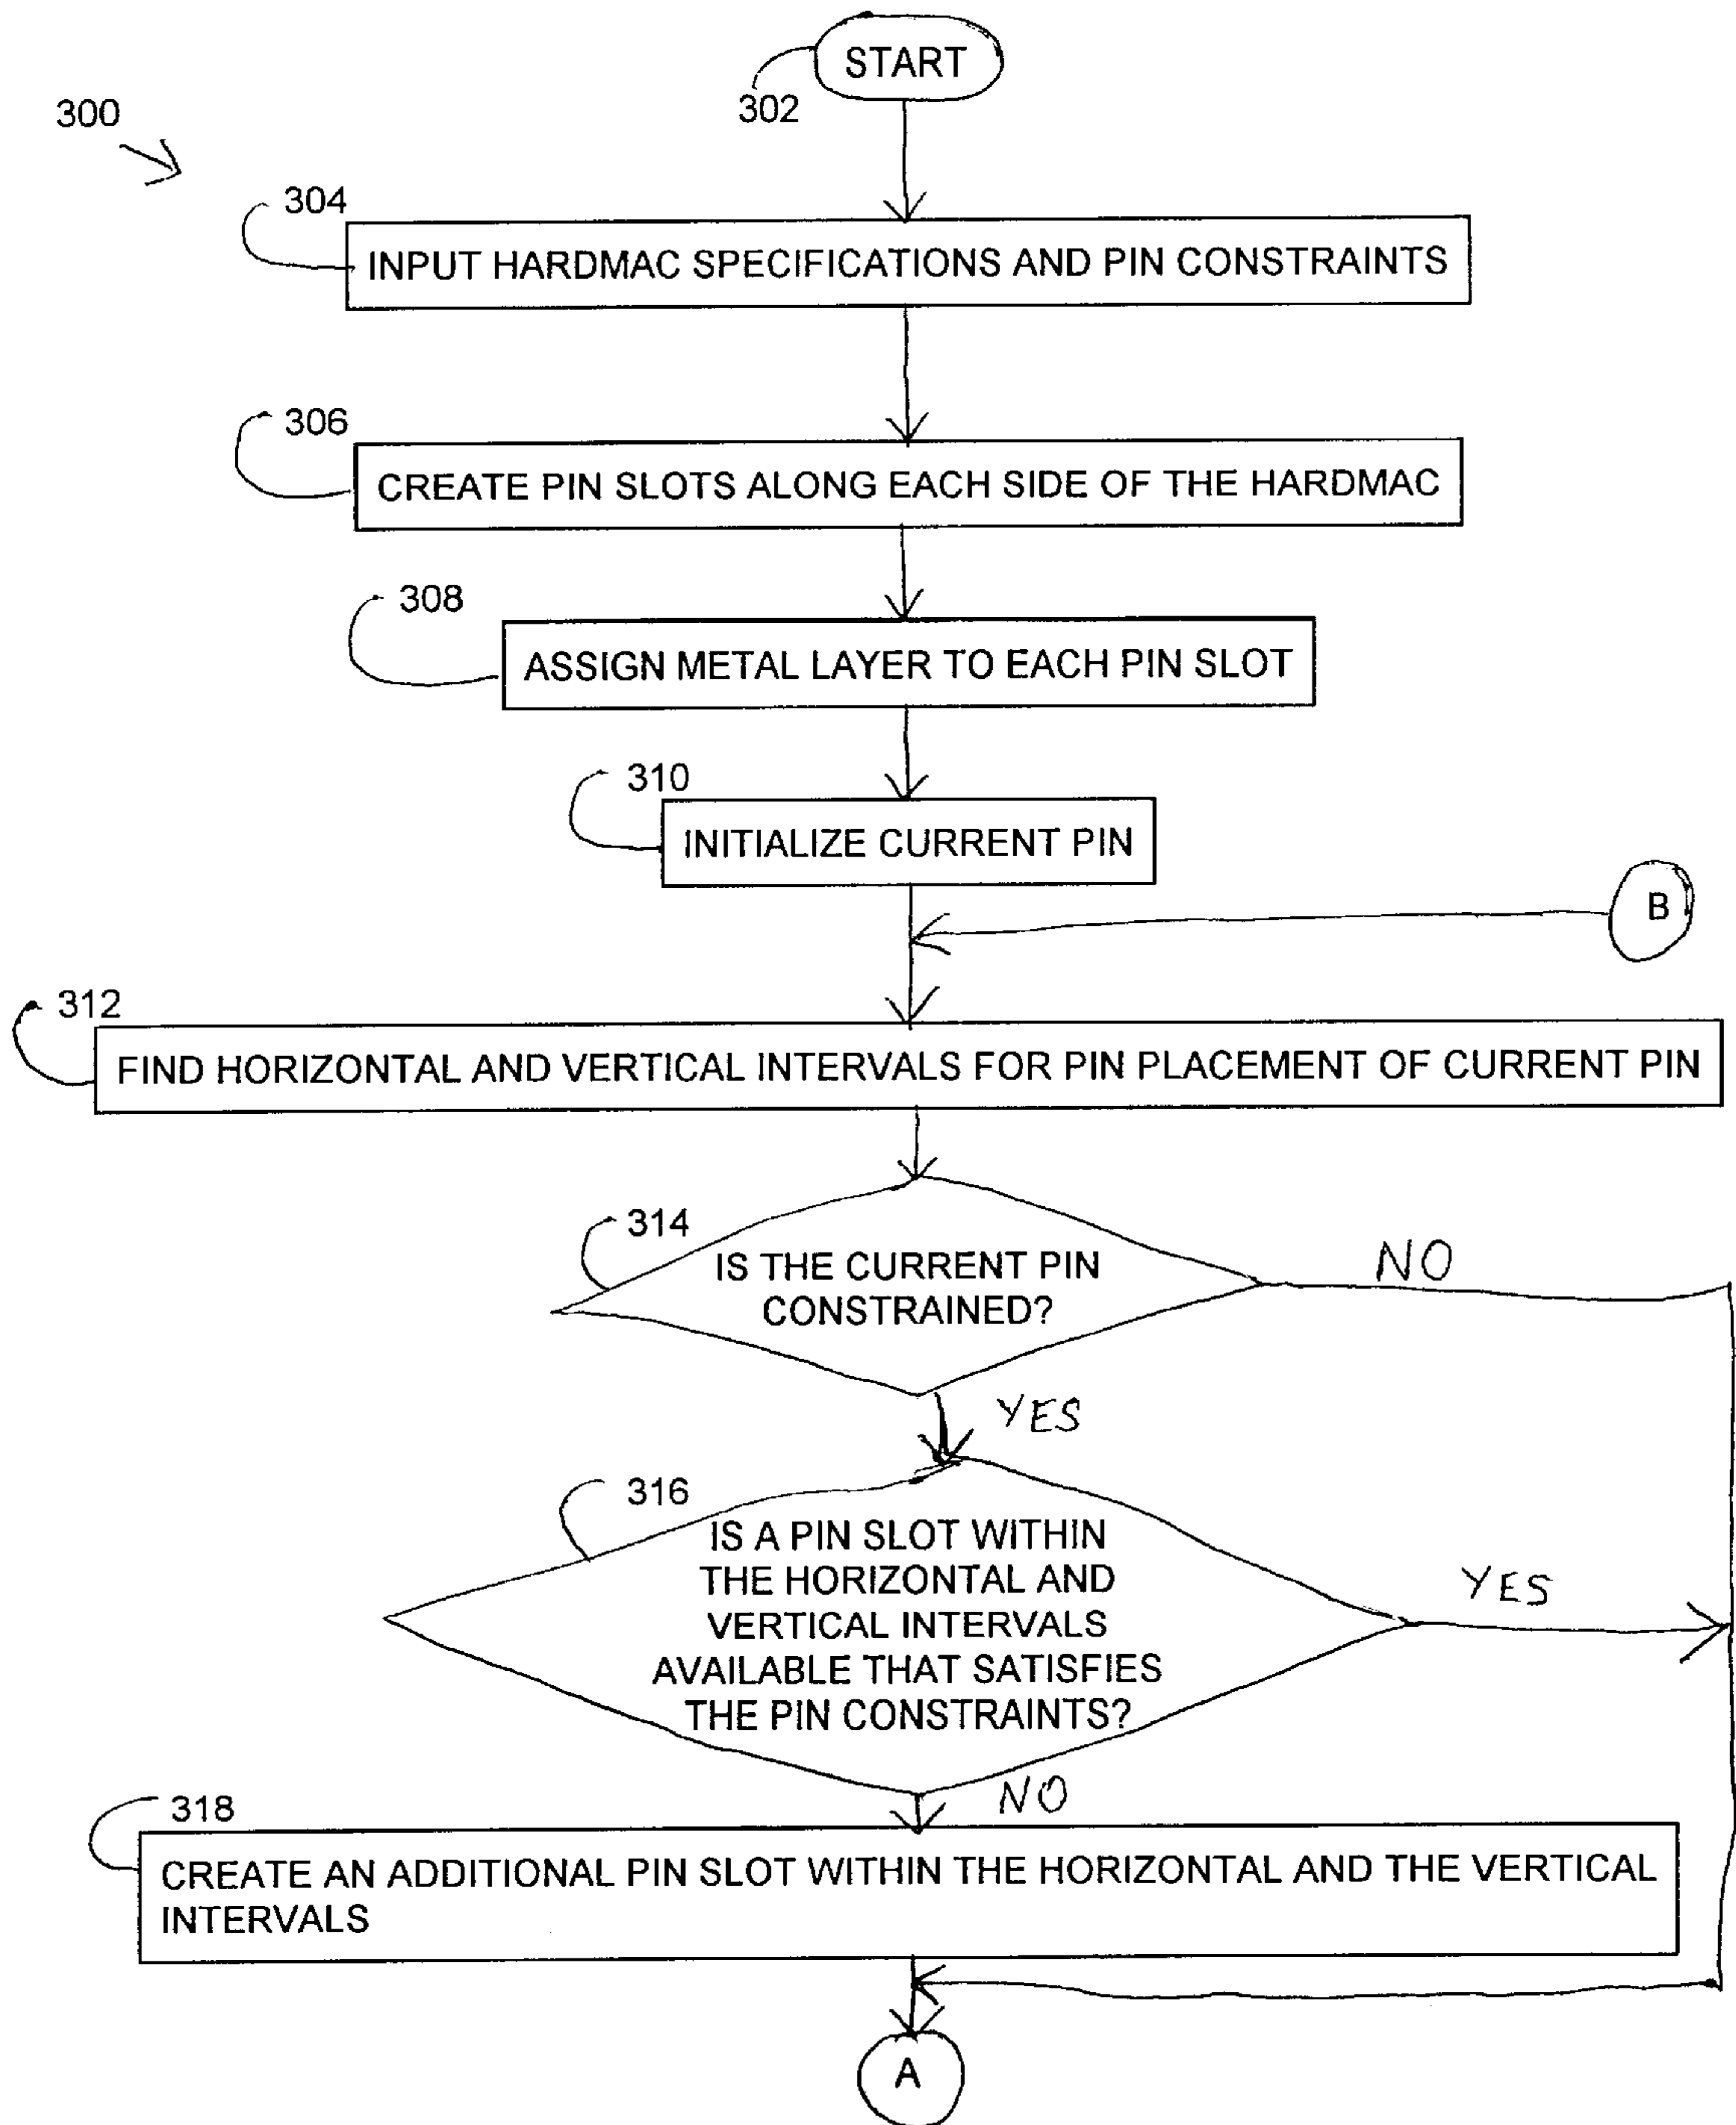 START
302
300
304
INPUT HARDMAC SPECIFICATIONS AND PIN CONSTRAINTS
306
CREATE PIN SLOTS ALONG EACH SIDE OF THE HARDMAC
308
ASSIGN METAL LAYER TO EACH PIN SLOT
310
INITIALIZE CURRENT PIN
B
312
FIND HORIZONTAL AND VERTICAL INTERVALS FOR PIN PLACEMENT OF CURRENT PIN
314
IS THE CURRENT PIN
CONSTRAINED?
NO
YES
316
IS A PIN SLOT WITHIN
THE HORIZONTAL AND
VERTICAL INTERVALS
AVAILABLE THAT SATISFIES
THE PIN CONSTRAINTS?
YES
NO
318
CREATE AN ADDITIONAL PIN SLOT WITHIN THE HORIZONTAL AND THE VERTICAL
INTERVALS
A